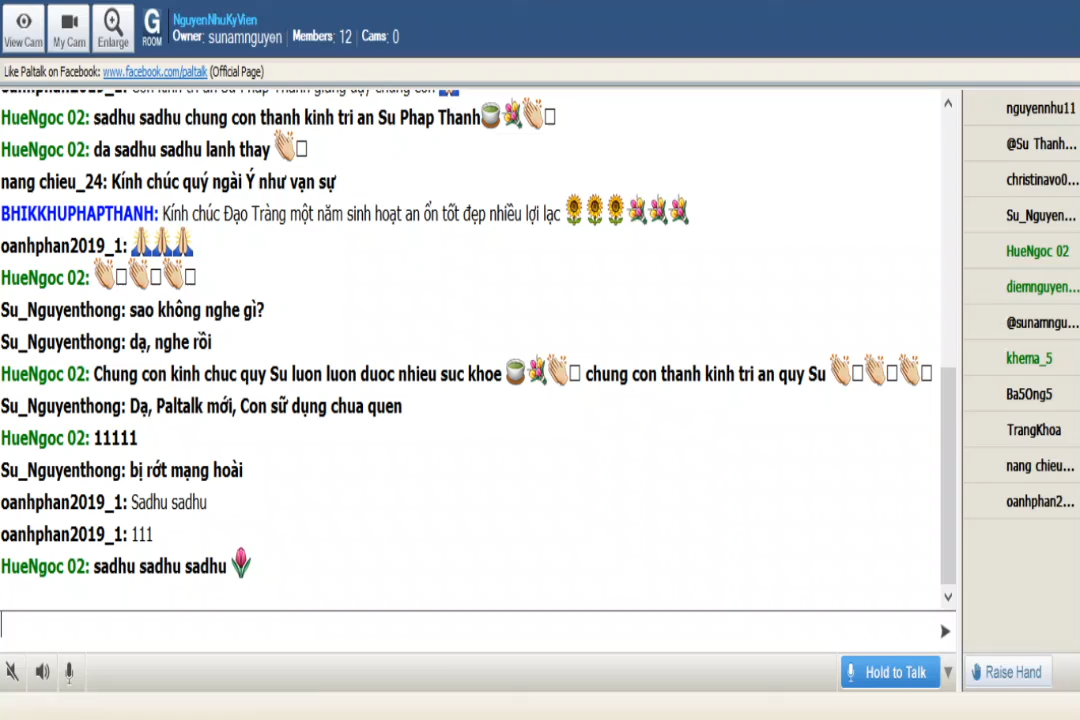 NguyenNhuKyVien
View Cam My Cam Enlarge G ROOM Owner: sunamnguyen Members: 12 Cams: 0
Like Paltalk on Facebook: www.facebook.com/paltalk (Official Page)
HueNgoc 02: sadhu sadhu chung con thanh kinh tri an Su Phap Thanh
HueNgoc 02: da sadhu sadhu lanh thay
nang chieu_24: Kính chúc quý ngài Ý như vạn sự
BHIKKHUPHAPTHANH: Kính chúc Đạo Tràng một năm sinh hoạt an ổn tốt đẹp nhiều lợi lạc
oanhphan2019_1:
HueNgoc 02:
Su_Nguyenthong: sao không nghe gì?
Su_Nguyenthong: dạ, nghe rồi
HueNgoc 02: Chung con kinh chuc quy Su luon luon duoc nhieu suc khoe chung con thanh kinh tri an quy Su
Su_Nguyenthong: Dạ, Paltalk mới, Con sữ dụng chua quen
HueNgoc 02: 11111
Su_Nguyenthong: bị rớt mạng hoài
oanhphan2019_1: Sadhu sadhu
oanhphan2019_1: 111
HueNgoc 02: sadhu sadhu sadhu
nguyennhu11
@Su Thanh...
christinavo0...
Su_Nguyen...
HueNgoc 02
diemnguyen...
@sunamngu...
khema_5
Ba5Ong5
TrangKhoa
nang chieu...
oanhphan2...
Hold to Talk
Raise Hand